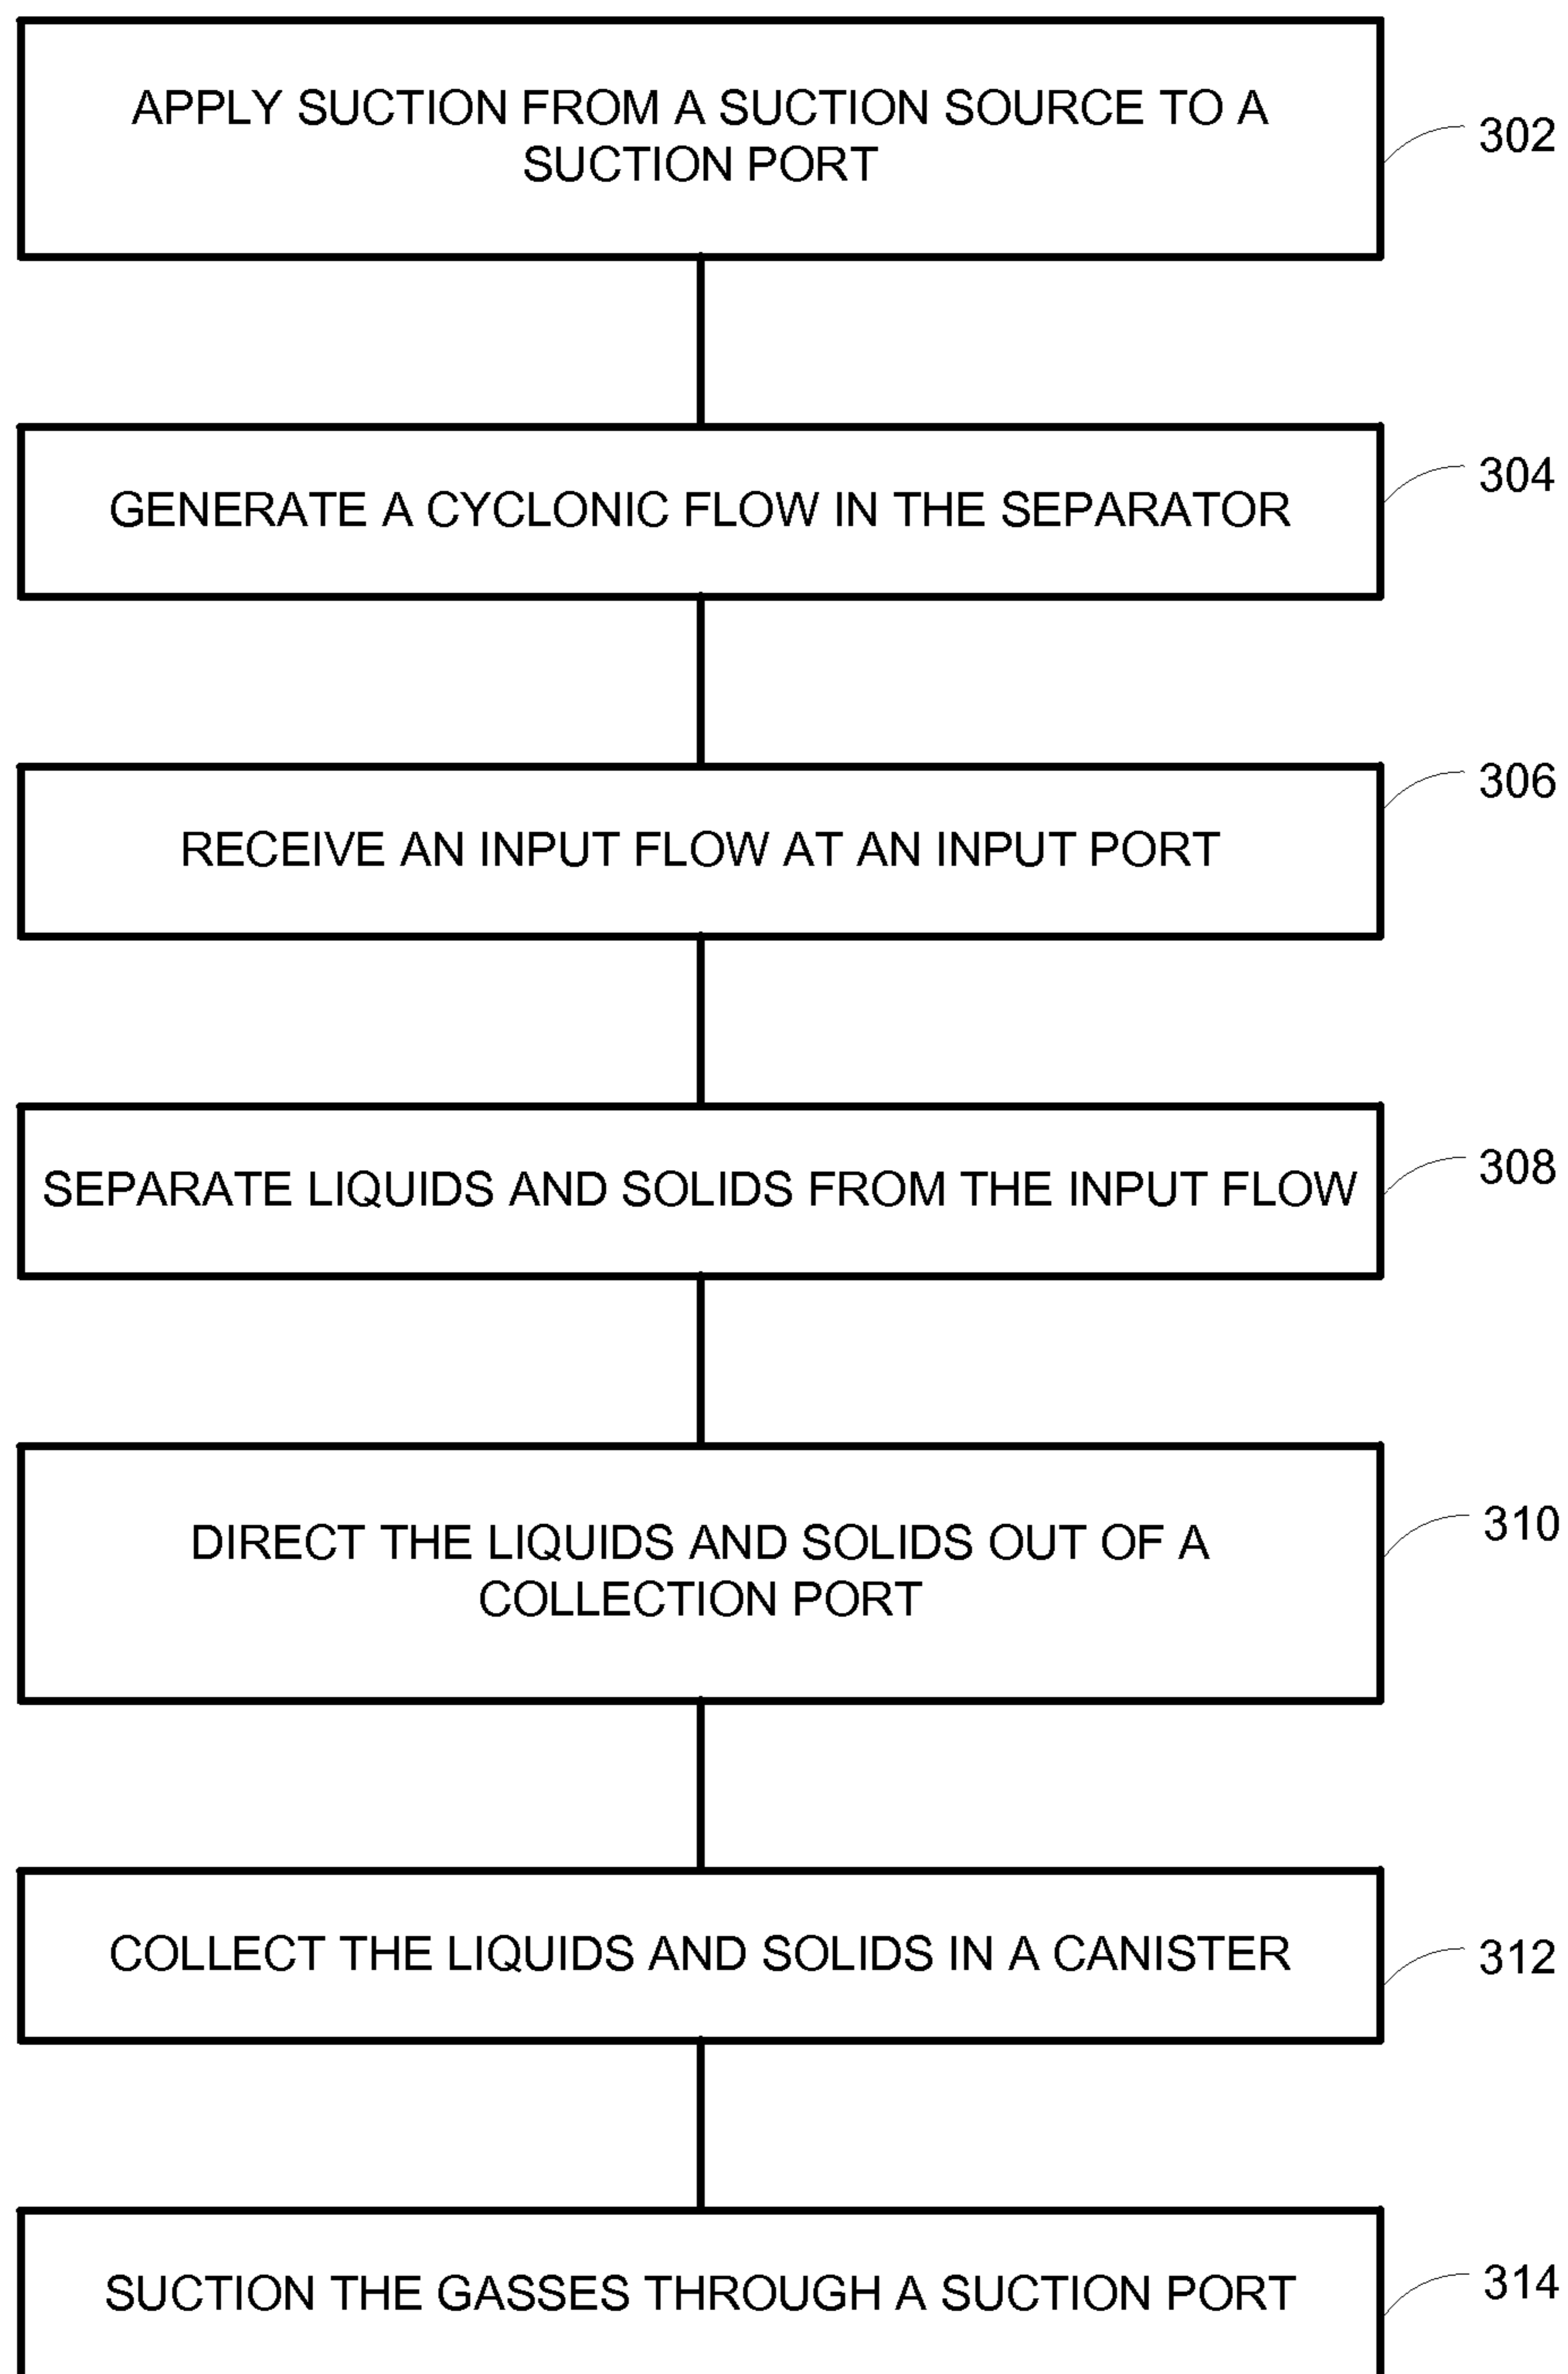 APPLY SUCTION FROM A SUCTION SOURCE TO A
SUCTION PORT
302
GENERATE A CYCLONIC FLOW IN THE SEPARATOR
304
RECEIVE AN INPUT FLOW AT AN INPUT PORT
306
SEPARATE LIQUIDS AND SOLIDS FROM THE INPUT FLOW
308
DIRECT THE LIQUIDS AND SOLIDS OUT OF A
COLLECTION PORT
310
COLLECT THE LIQUIDS AND SOLIDS IN A CANISTER
312
SUCTION THE GASSES THROUGH A SUCTION PORT
314